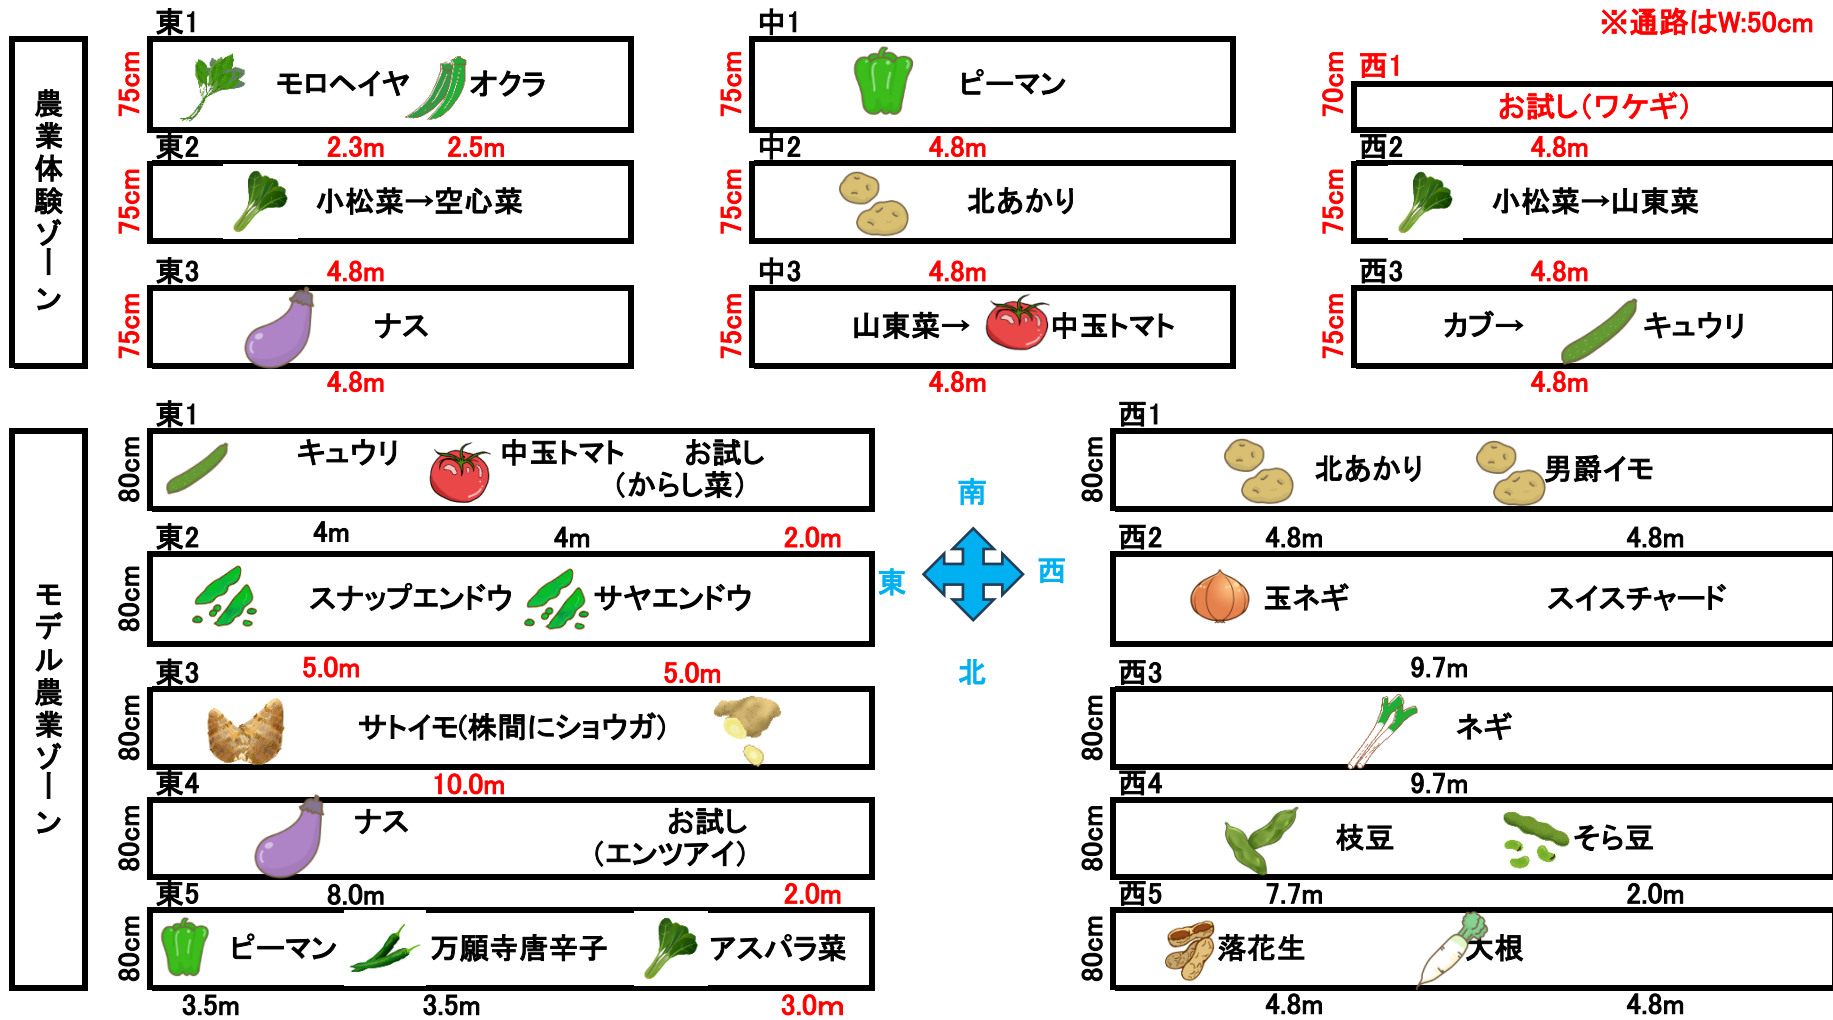 ※通路はW:50cm
農業体験ゾーン
東1
75cm
モロヘイヤ
オクラ
2.3m
2.5m
中1
75cm
ピーマン
4.8m
西1
70cm
お試し(ワケギ)
4.8m
東2
75cm
小松菜→空心菜
4.8m
中2
75cm
北あかり
4.8m
西2
75cm
小松菜→山東菜
4.8m
東3
75cm
ナス
4.8m
中3
75cm
山東菜→
中玉トマト
4.8m
西3
75cm
カブ→
キュウリ
4.8m
モデル農業ゾーン
東1
80cm
キュウリ
中玉トマト
お試し
(からし菜)
4m
4m
2.0m
東2
80cm
スナップエンドウ
サヤエンドウ
5.0m
5.0m
東3
80cm
サトイモ(株間にショウガ)
10.0m
東4
80cm
ナス
お試し
(エンツアイ)
8.0m
2.0m
東5
80cm
ピーマン
万願寺唐辛子
アスパラ菜
3.5m
3.5m
3.0m
南
東
西
北
西1
80cm
北あかり
男爵イモ
4.8m
4.8m
西2
80cm
玉ネギ
スイスチャード
9.7m
西3
80cm
ネギ
9.7m
西4
80cm
枝豆
そら豆
7.7m
2.0m
西5
80cm
落花生
大根
4.8m
4.8m